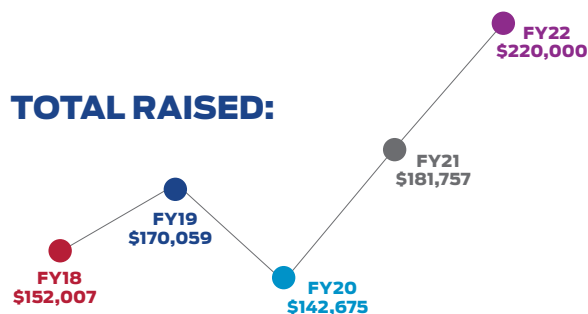 TOTAL RAISED:
FY18
$152,007
FY19
$170,059
FY20
$142,675
FY21
$181,757
FY22
$220,000